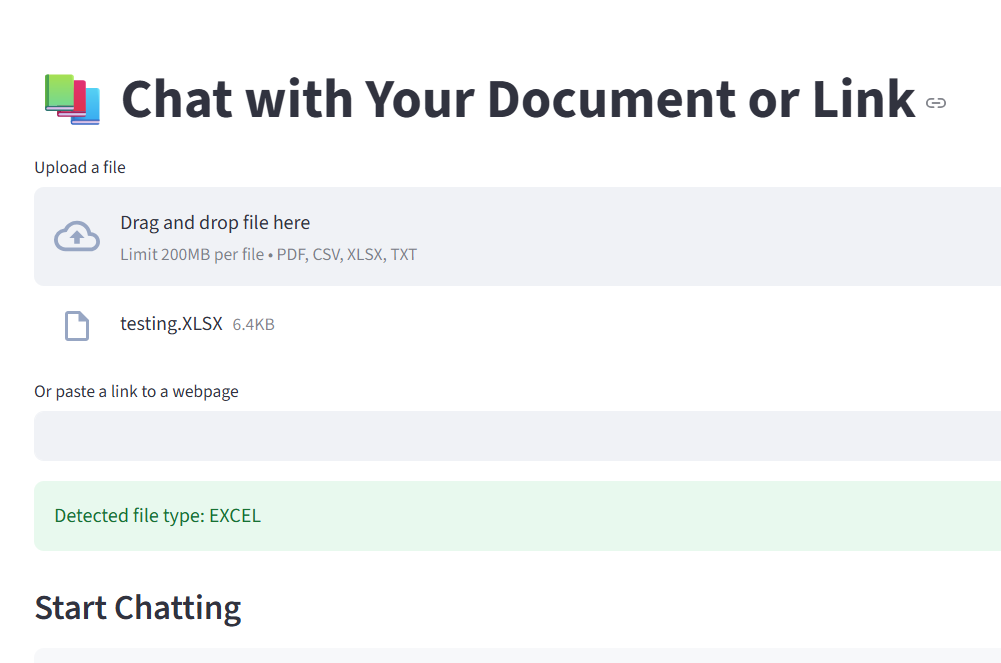 Chat with Your Document or Link
Upload a file
Drag and drop file here
Limit 200MB per file • PDF, CSV, XLSX, TXT
testing.XLSX 6.4KB
Or paste a link to a webpage
Detected file type: EXCEL
Start Chatting